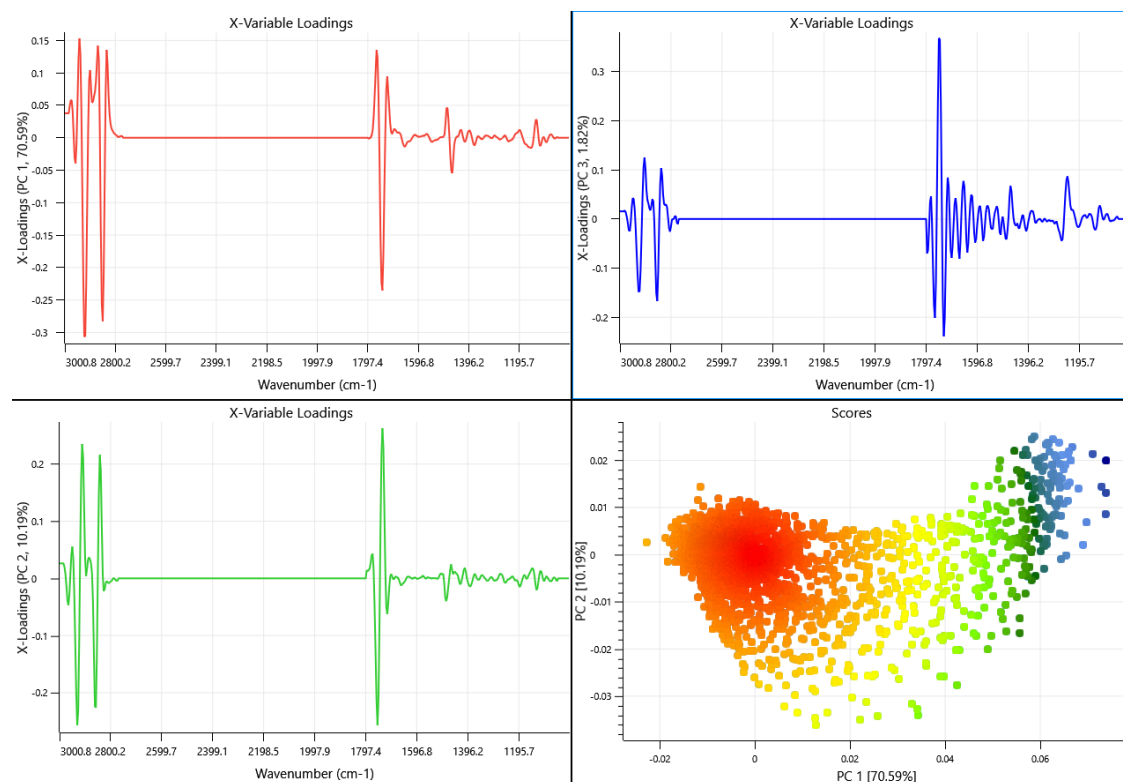 X-Variable Loadings
X-Loadings (PC 1, 70.59%)
0.15
0.1
0.05
0
-0.05
-0.1
-0.15
-0.2
-0.25
-0.3
3000.8 2800.2 2599.7 2399.1 2198.5 1997.9 1797.4 1596.8 1396.2 1195.7
Wavenumber (cm-1)
X-Variable Loadings
X-Loadings (PC 3, 1.82%)
0.3
0.2
0.1
0
-0.1
-0.2
3000.8 2800.2 2599.7 2399.1 2198.5 1997.9 1797.4 1596.8 1396.2 1195.7
Wavenumber (cm-1)
X-Variable Loadings
X-Loadings (PC 2, 10.19%)
0.2
0.1
0
-0.1
-0.2
3000.8 2800.2 2599.7 2399.1 2198.5 1997.9 1797.4 1596.8 1396.2 1195.7
Wavenumber (cm-1)
Scores
PC 2 [10.19%]
0.02
0.01
0
-0.01
-0.02
-0.03
-0.02 0 0.02 0.04 0.06
PC 1 [70.59%]